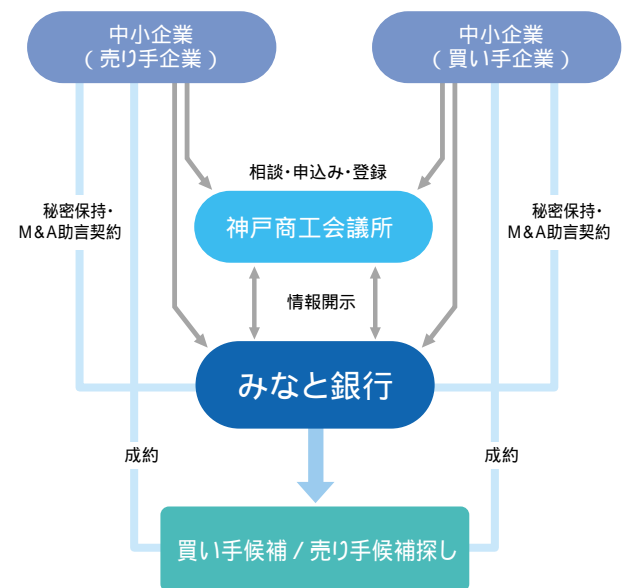 中小企業
（売り手企業）
中小企業
（買い手企業）
相談・申込み・登録
神戸商工会議所
秘密保持・
M&A助言契約
秘密保持・
M&A助言契約
情報開示
みなと銀行
成約
成約
買い手候補 / 売り手候補探し